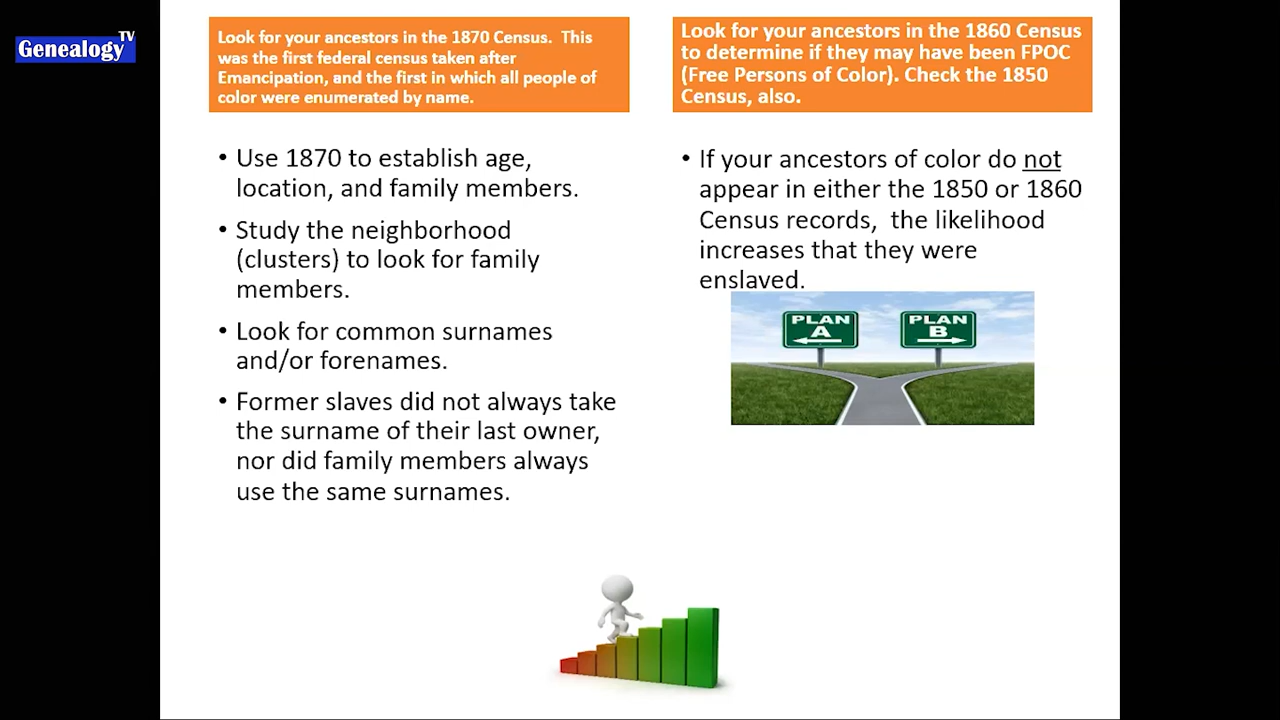 Genealogy TV
Look for your ancestors in the 1870 Census.  This
was the first federal census taken after
Emancipation, and the first in which all people of
color were enumerated by name.
• Use 1870 to establish age,
location, and family members.
• Study the neighborhood
(clusters) to look for family
members.
• Look for common surnames
and/or forenames.
• Former slaves did not always take
the surname of their last owner,
nor did family members always
use the same surnames.
Look for your ancestors in the 1860 Census
to determine if they may have been FPOC
(Free Persons of Color). Check the 1850
Census, also.
• If your ancestors of color do not
appear in either the 1850 or 1860
Census records,  the likelihood
increases that they were
enslaved.
PLAN
A
PLAN
B